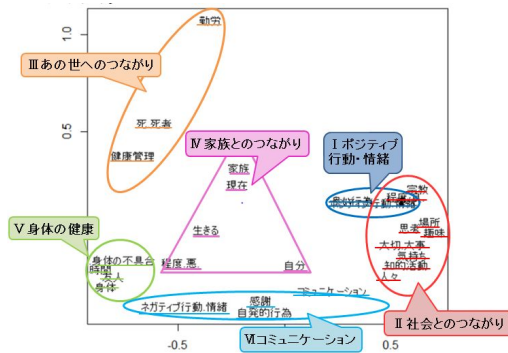 1.0
勤労
Ⅲあの世へのつながり
死 死者
0.5
健康管理
Ⅳ家族とのつながり
Ⅰポジティブ
行動・情緒
家族
現在
宗教
程度
場所
思考
趣味
生きる
大切.大事
気持ち
知的活動
人々
Ⅴ身体の健康
身体の不具合
時間
友人
身体
程度.悪
自分
コミュニケーション
ネガティブ行動.情緒
感謝
自発的行為
Ⅱ社会とのつながり
Ⅵコミュニケーション
-0.5
0.5